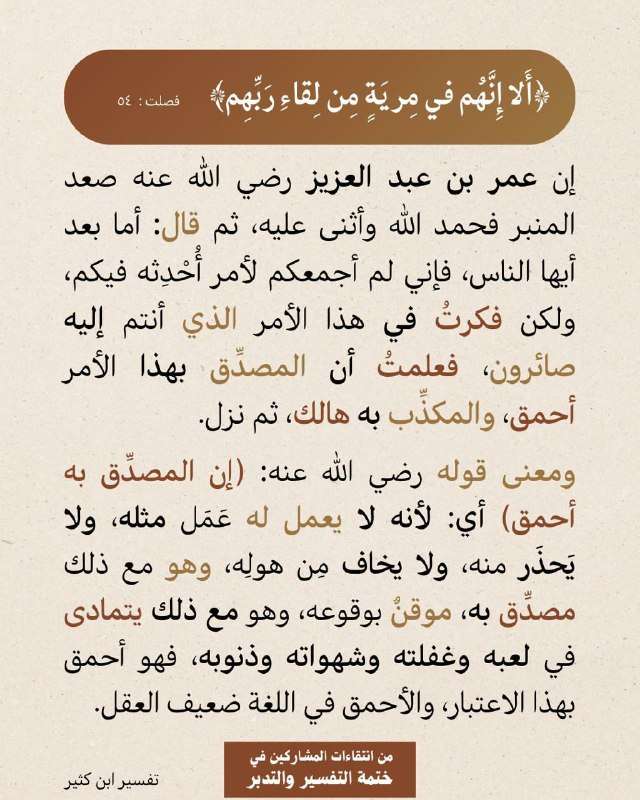 ﴿أَلا إِنَّهُم في مِريَةٍ مِن لِقاءِ رَبِّهِم﴾ فصلت: ٥٤
إن عمر بن عبد العزيز رضي الله عنه صعد
المنبر فحمد الله وأثنى عليه، ثم قال: أما بعد
أيها الناس، فإني لم أجمعكم لأمر أُحْدِثه فيكم،
ولكن فكرتُ في هذا الأمر الذي أنتم إليه
صائرون، فعلمتُ أن المصدِّق بهذا الأمر
أحمق، والمكذِّب به هالك، ثم نزل.
ومعنى قوله رضي الله عنه: (إن المصدِّق به
أحمق) أي: لأنه لا يعمل له عَمَل مثله، ولا
يَحذَر منه، ولا يخاف مِن هولِه، وهو مع ذلك
مصدِّق به، موقنٌ بوقوعه، وهو مع ذلك يتمادى
في لعبه وغفلته وشهواته وذنوبه، فهو أحمق
بهذا الاعتبار، والأحمق في اللغة ضعيف العقل.
من انتقاءات المشاركين في
ختمة التفسير والتدبر
تفسير ابن كثير